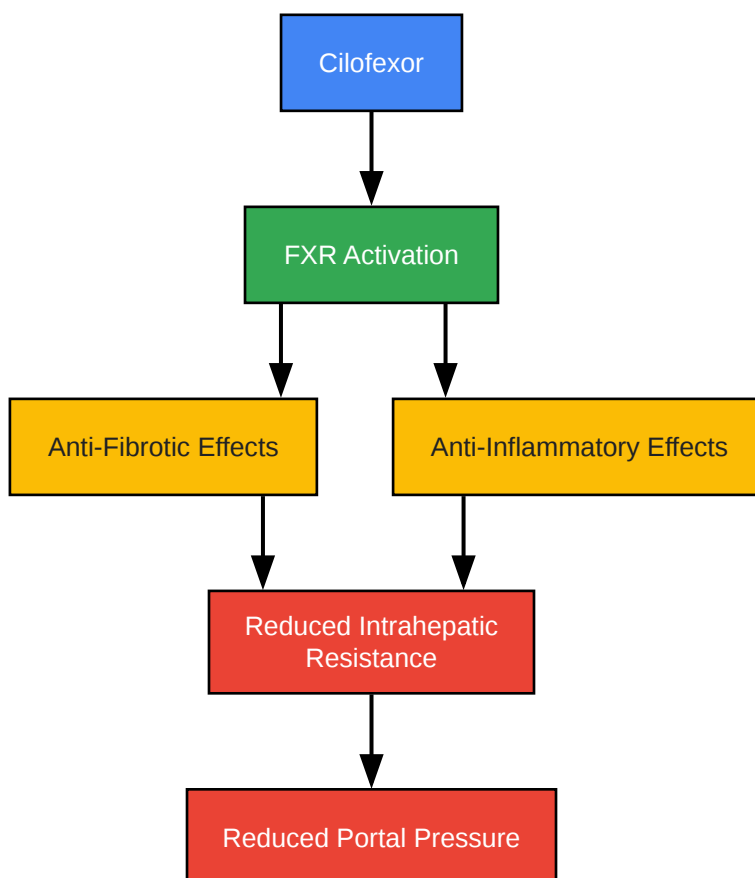 Cilofexor
FXR Activation
Anti-Fibrotic Effects
Anti-Inflammatory Effects
Reduced Intrahepatic
Resistance
Reduced Portal Pressure